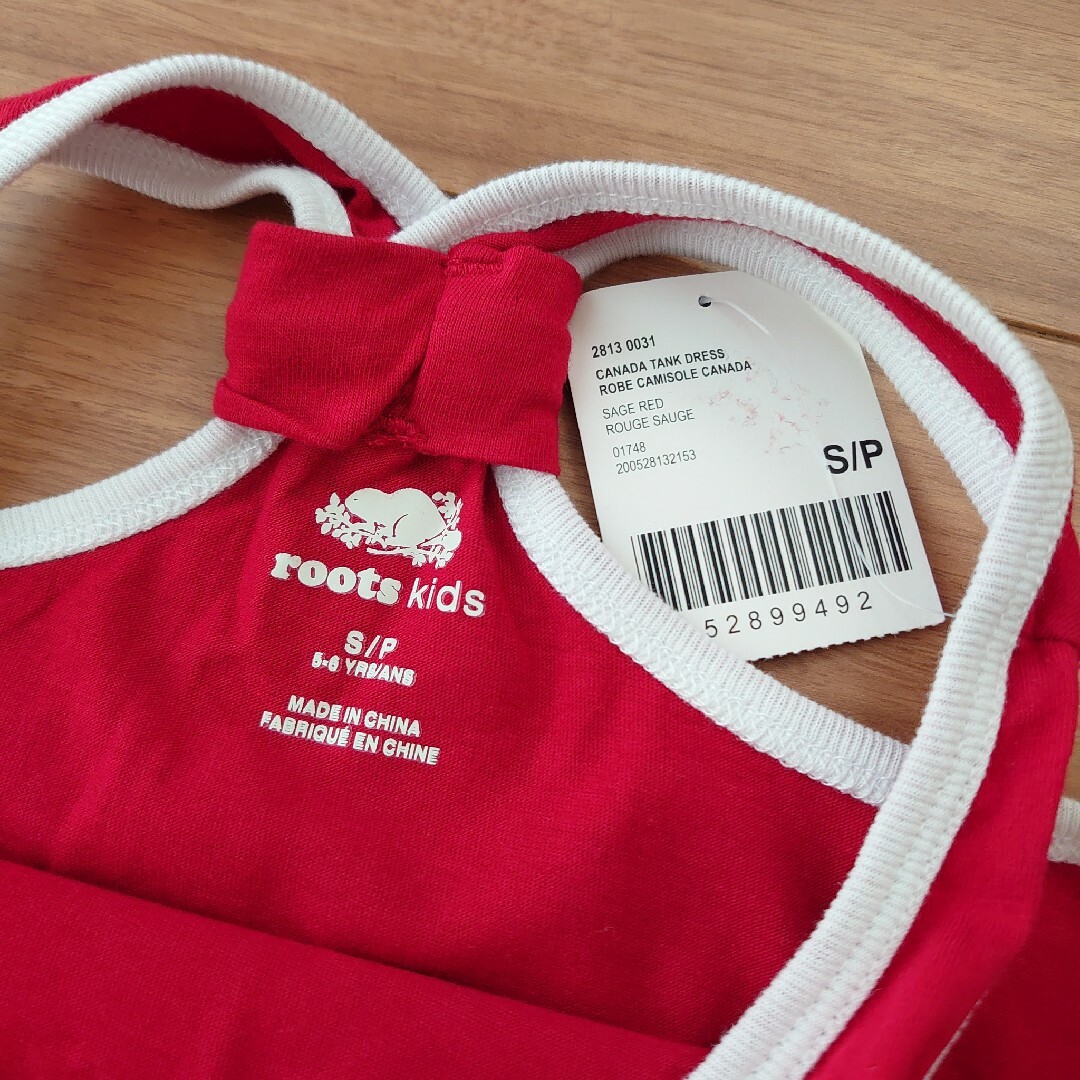 2813 0031
CANADA TANK DRESS
ROBE CAMISOLE CANADA
SAGE RED
ROUGE SAUGE
01748
200528132153
S/P
52899492
roots kids
S/P
5-6 YRS/ANS
MADE IN CHINA
FABRIQUÉ EN CHINE